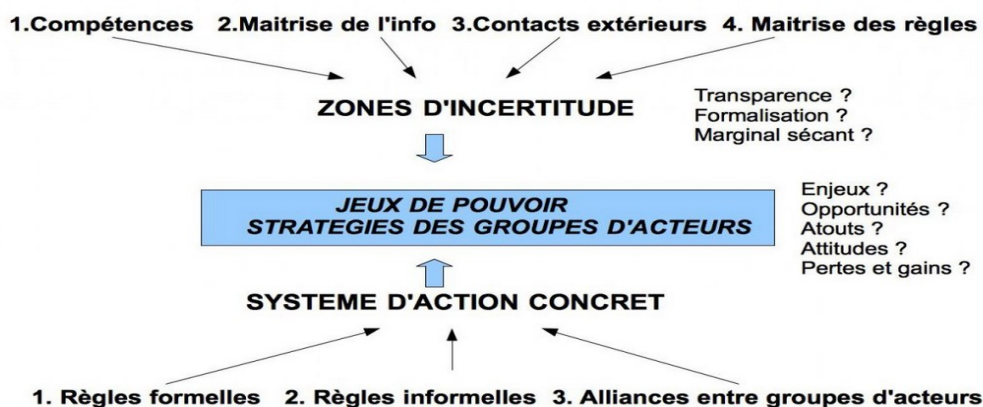 1.Compétences 2.Maitrise de l'info 3.Contacts extérieurs 4. Maitrise des règles
ZONES D'INCERTITUDE
Transparence ?
Formalisation ?
Marginal sécant ?
JEUX DE POUVOIR
STRATEGIES DES GROUPES D'ACTEURS
Enjeux ?
Opportunités ?
Atouts ?
Attitudes ?
Pertes et gains ?
SYSTEME D'ACTION CONCRET
1. Règles formelles 2. Règles informelles 3. Alliances entre groupes d'acteurs